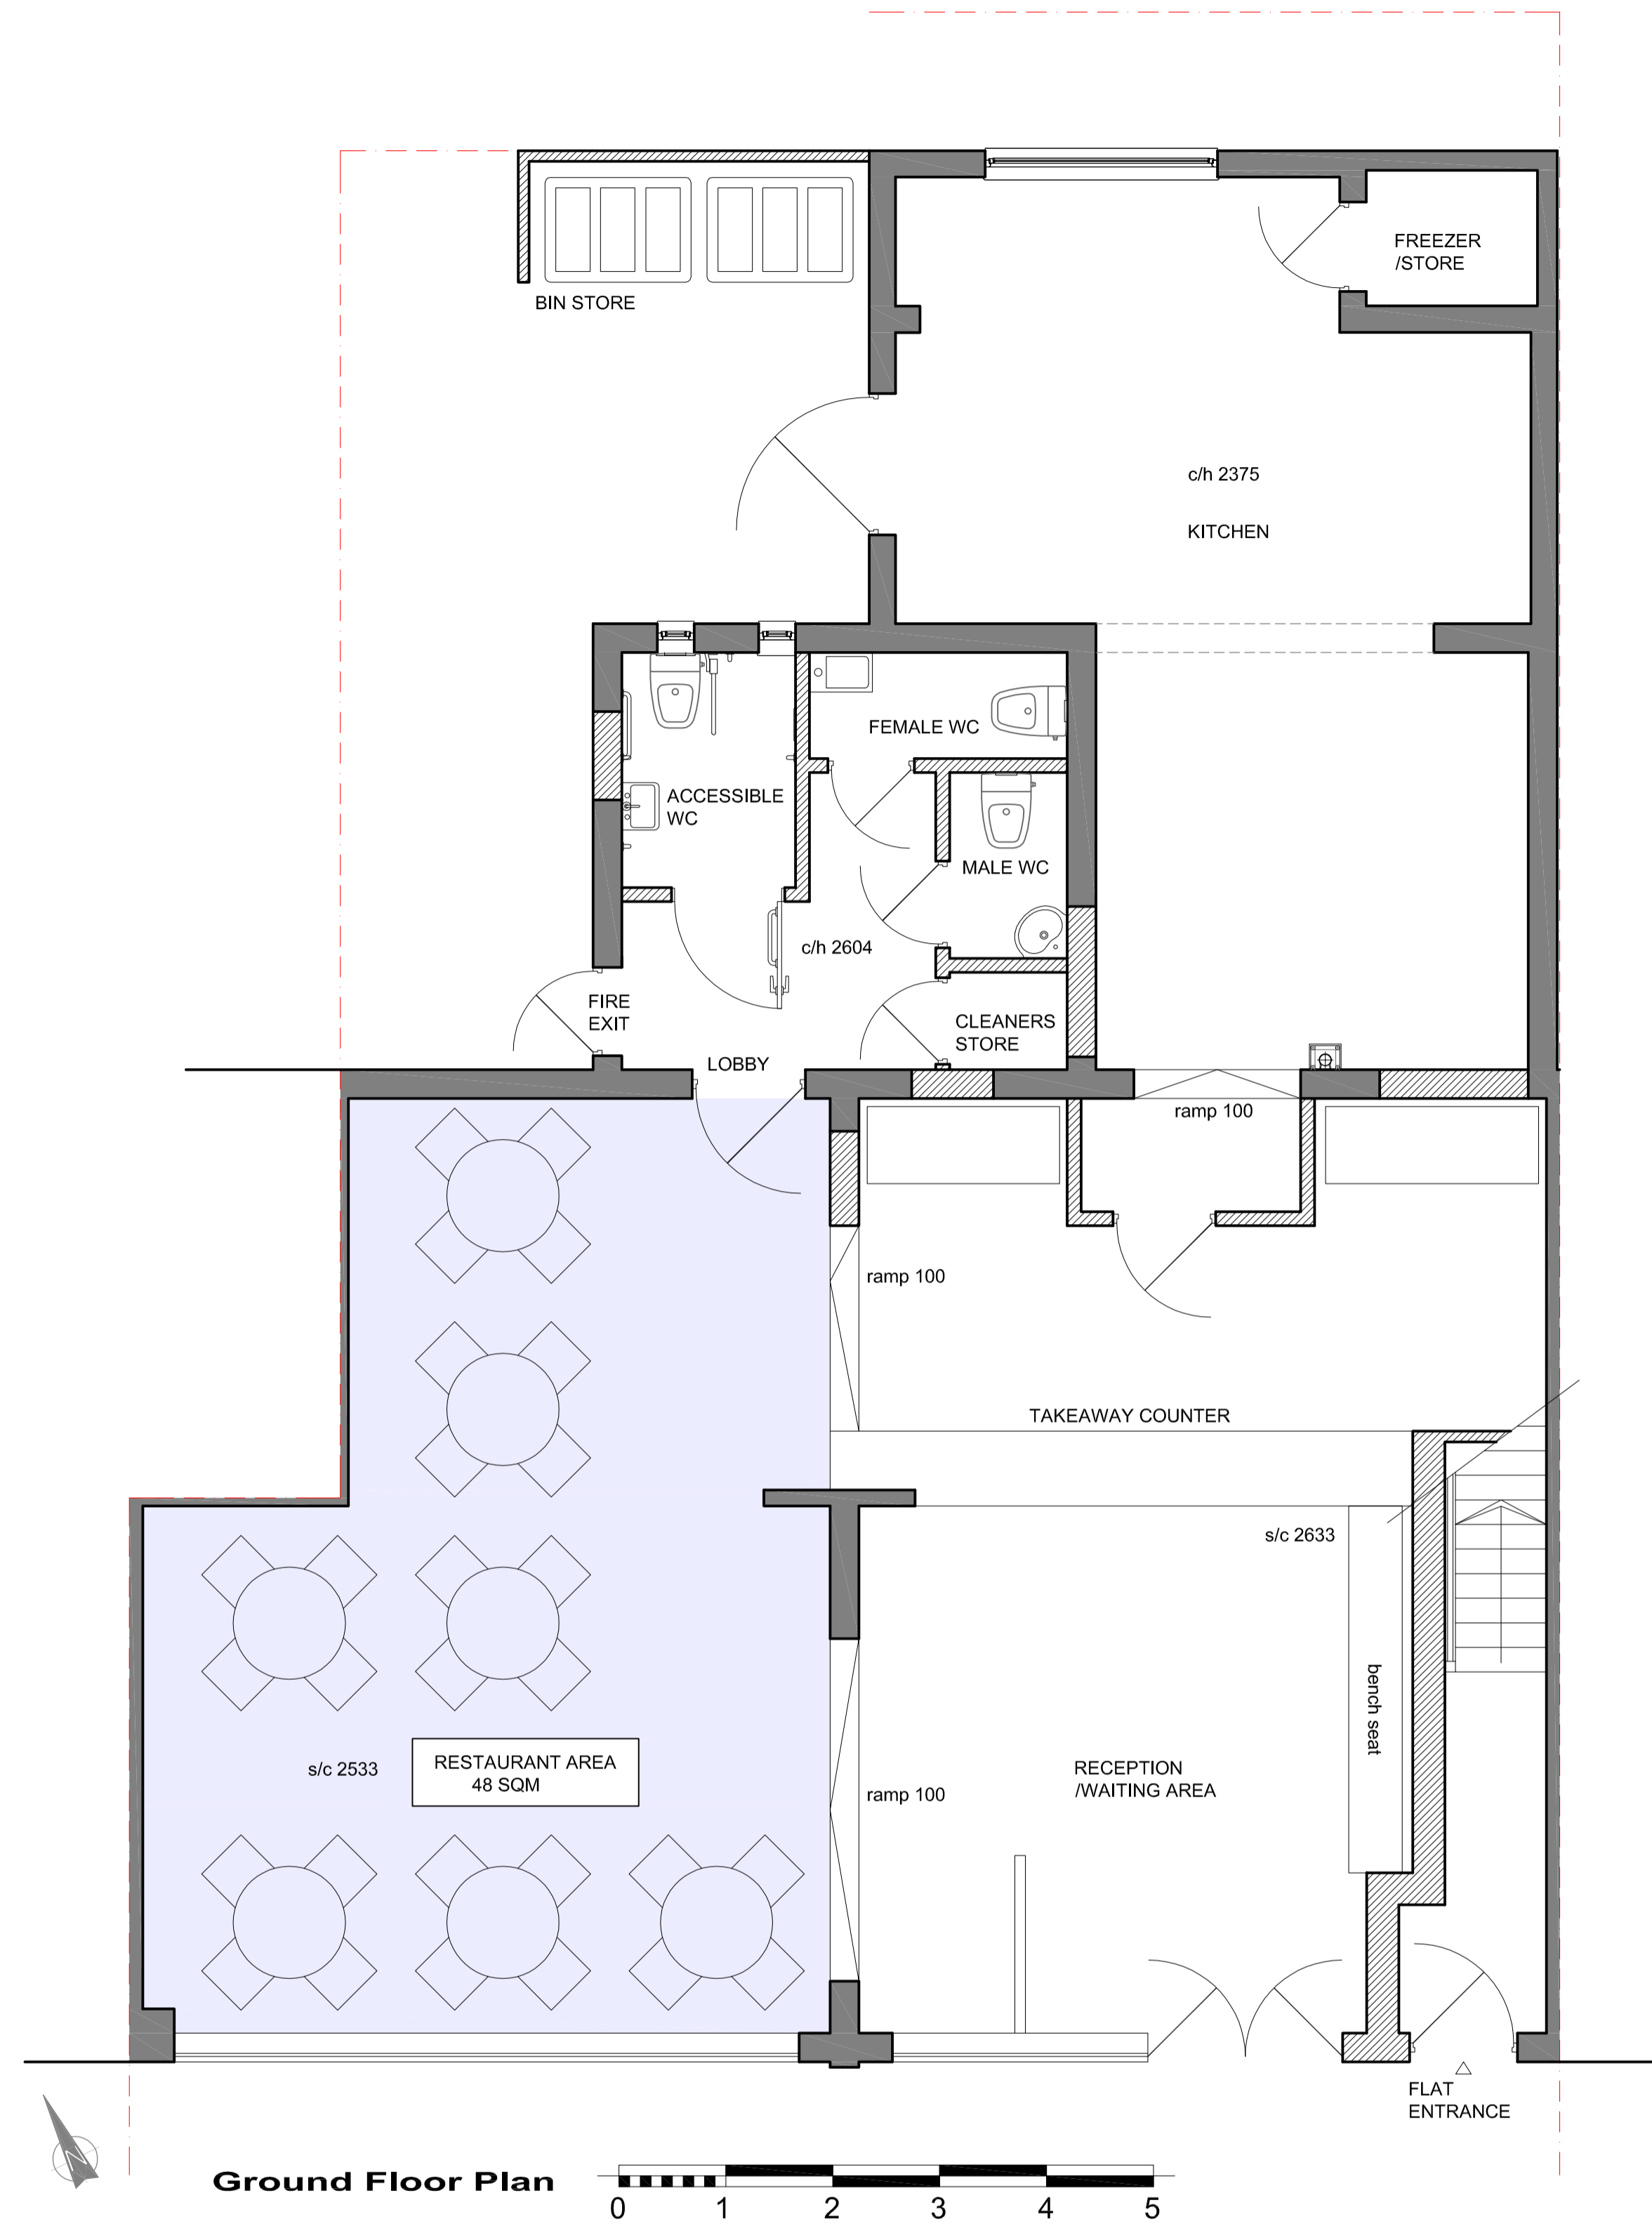 FREEZER
/STORE
BIN STORE
c/h 2375
KITCHEN
FEMALE WC
ACCESSIBLE
WC
MALE WC
c/h 2604
FIRE
EXIT
CLEANERS
STORE
LOBBY
ramp 100
ramp 100
TAKEAWAY COUNTER
s/c 2633
bench seat
RESTAURANT AREA
48 SQM
s/c 2533
RECEPTION
/WAITING AREA
ramp 100
FLAT
ENTRANCE
N
Ground Floor Plan
0 1 2 3 4 5